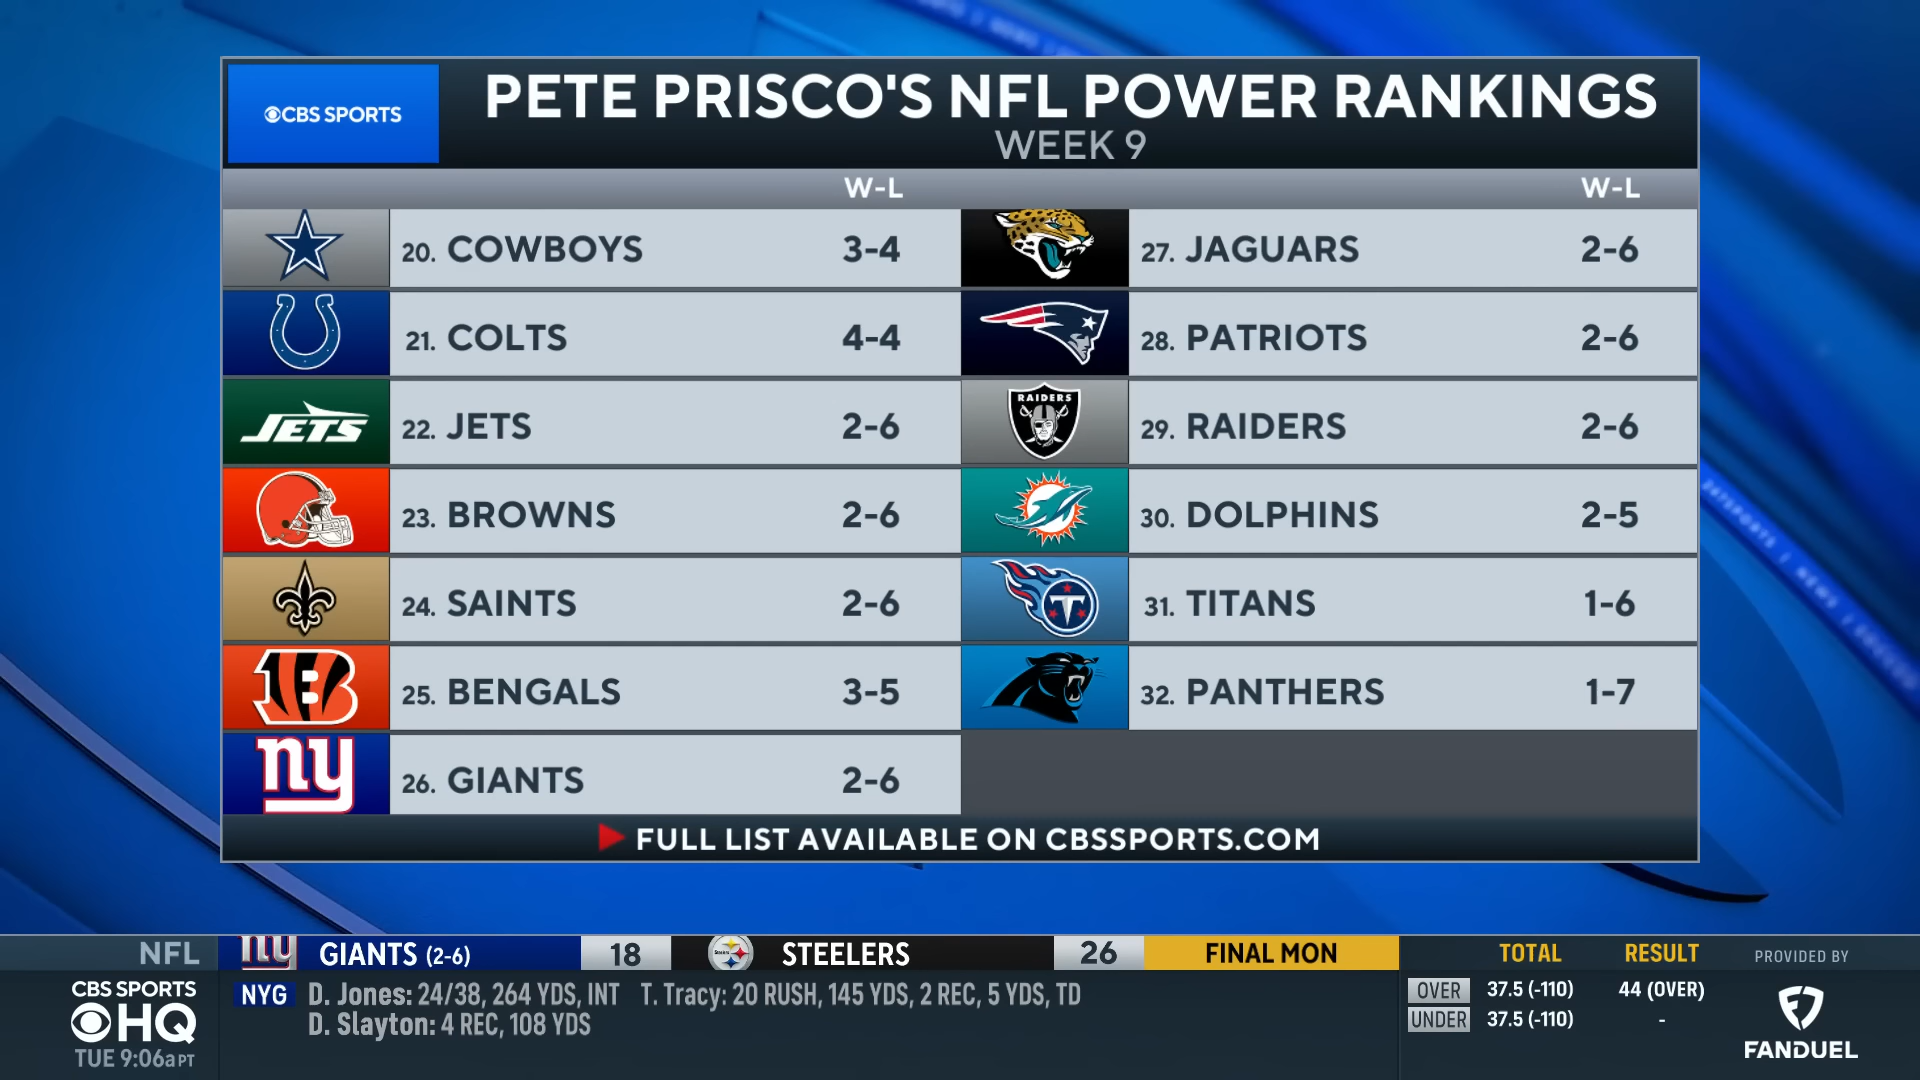 CBS SPORTS
PETE PRISCO'S NFL POWER RANKINGS
WEEK 9
W-L
W-L
20. COWBOYS 3-4
21. COLTS 4-4
JETS
22. JETS 2-6
23. BROWNS 2-6
24. SAINTS 2-6
B
25. BENGALS 3-5
ny
26. GIANTS 2-6
27. JAGUARS 2-6
28. PATRIOTS 2-6
RAIDERS
29. RAIDERS 2-6
30. DOLPHINS 2-5
T
31. TITANS 1-6
32. PANTHERS 1-7
FULL LIST AVAILABLE ON CBSSPORTS.COM
NFL
ny GIANTS (2-6) 18 Steelers STEELERS 26 FINAL MON
NYG D. Jones: 24/38, 264 YDS, INT T. Tracy: 20 RUSH, 145 YDS, 2 REC, 5 YDS, TD
D. Slayton: 4 REC, 108 YDS
CBS SPORTS
HQ
TUE 9:06a PT
TOTAL RESULT
OVER 37.5 (-110) 44 (OVER)
UNDER 37.5 (-110) -
PROVIDED BY
FANDUEL